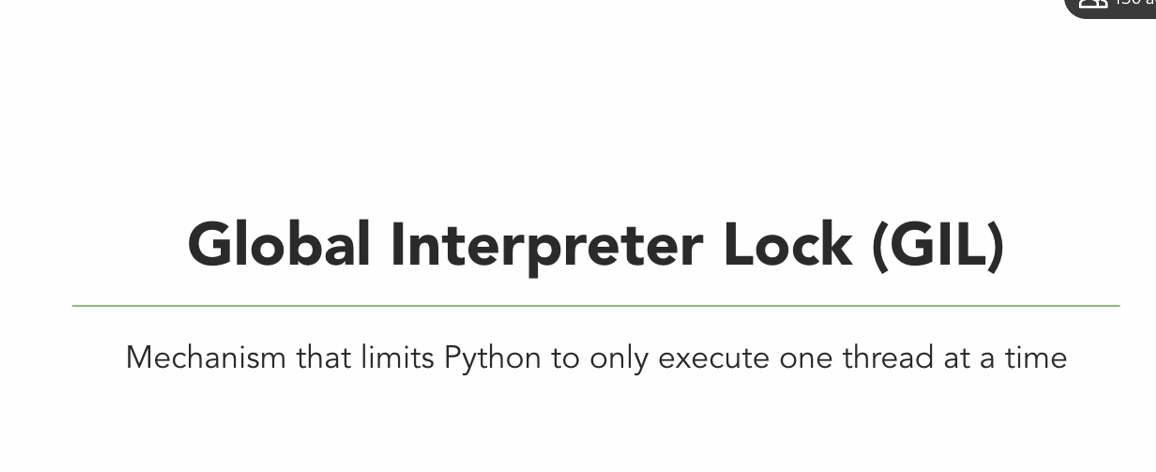 Global Interpreter Lock (GIL)
Mechanism that limits Python to only execute one thread at a time